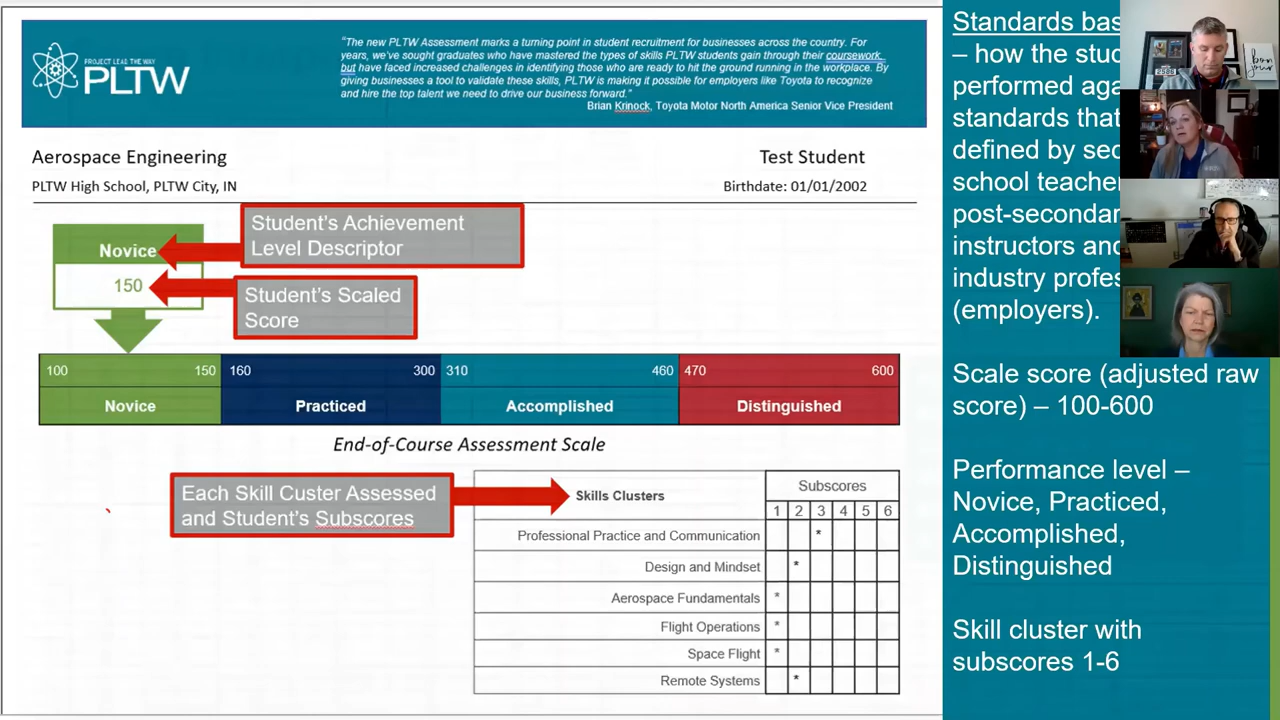 PROJECT LEAD THE WAY
PLTW
"The new PLTW Assessment marks a turning point in student recruitment for businesses across the country. For
years, we've sought graduates who have mastered the types of skills PLTW students gain through their coursework,
but have faced increased challenges in identifying those who are ready to hit the ground running in the workplace. By
giving businesses a tool to validate these skills, PLTW is making it possible for employers like Toyota to recognize
and hire the top talent we need to drive our business forward."
Brian Krinock, Toyota Motor North America Senior Vice President
Aerospace Engineering
Test Student
PLTW High School, PLTW City, IN
Birthdate: 01/01/2002
Novice
150
Student's Achievement
Level Descriptor
Student's Scaled
Score
100 150 160 300 310 460 470 600
Novice Practiced Accomplished Distinguished
End-of-Course Assessment Scale
Each Skill Custer Assessed
and Student's Subscores
Skills Clusters
Subscores
1 2 3 4 5 6
Professional Practice and Communication *
Design and Mindset *
Aerospace Fundamentals *
Flight Operations *
Space Flight *
Remote Systems *
Standards bas
– how the stud
performed aga
standards that
defined by sec
school teacher
post-secondar
instructors and
industry profes
(employers).
Scale score (adjusted raw
score) – 100-600
Performance level –
Novice, Practiced,
Accomplished,
Distinguished
Skill cluster with
subscores 1-6
2586
bon
jour